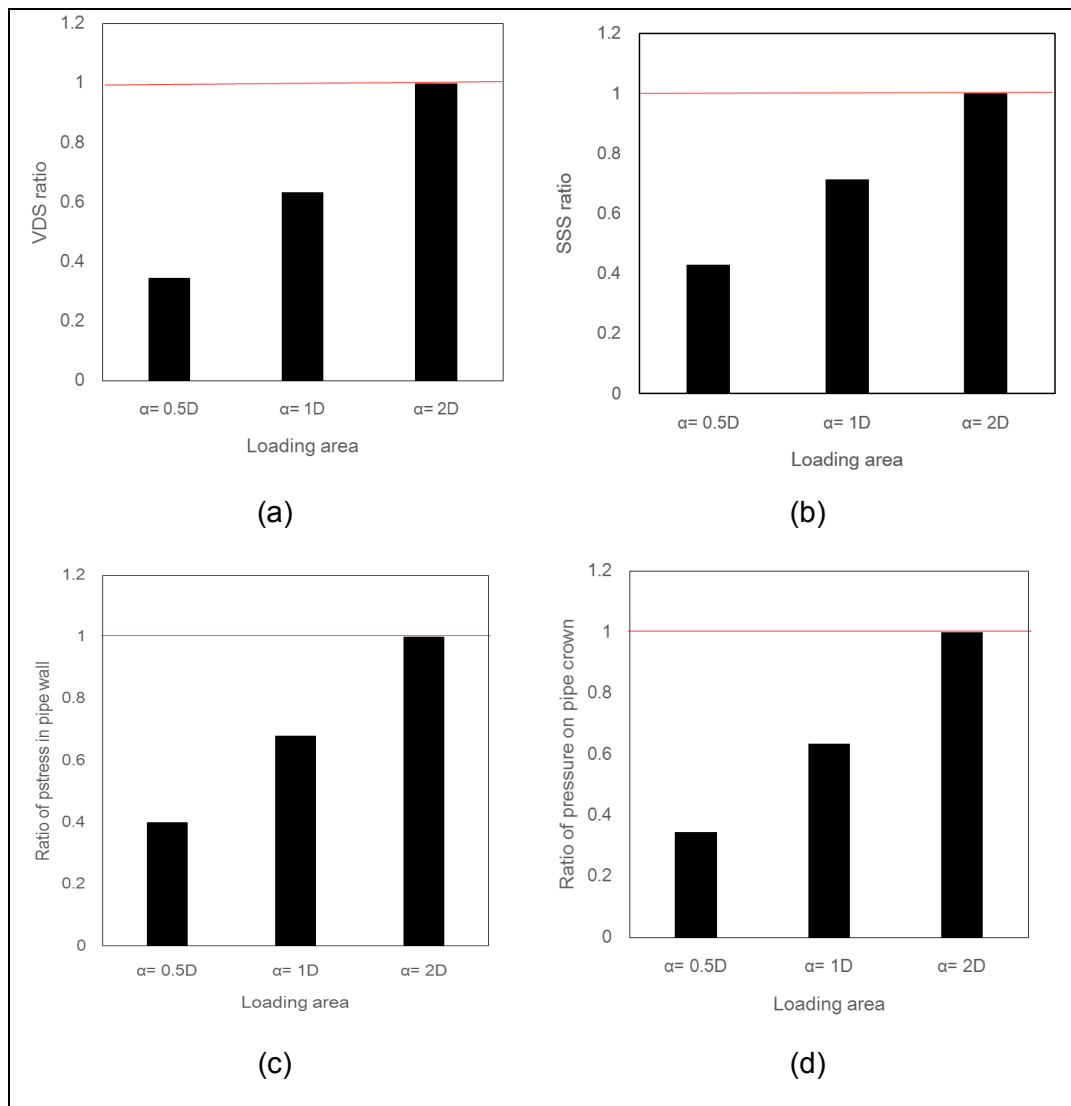 1.2
1
0.8
0.6
0.4
0.2
0
VDS ratio
α= 0.5D
α= 1D
α= 2D
Loading area
(a)
1.2
1
0.8
0.6
0.4
0.2
0
SSS ratio
α= 0.5D
α= 1D
α= 2D
Loading area
(b)
1.2
1
0.8
0.6
0.4
0.2
0
Ratio of pstress in pipe wall
α= 0.5D
α= 1D
α= 2D
Loading area
(c)
1.2
1
0.8
0.6
0.4
0.2
0
Ratio of pressure on pipe crown
α= 0.5D
α= 1D
α= 2D
Loading area
(d)